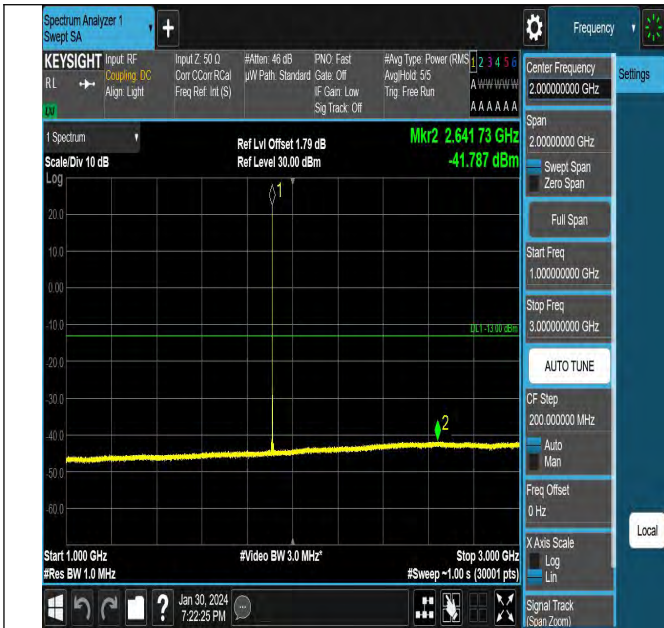 Spectrum Analyzer 1
Swept SA
Frequency
KEYSIGHT
RL
Input: RF
Coupling: DC
Align: Light
Input Z: 50 Ω
Corr CCorr RCal
Freq Ref: Int (S)
#Atten: 46 dB
µW Path: Standard
PNO: Fast
Gate: Off
IF Gain: Low
Sig Track: Off
#Avg Type: Power (RMS
Avg|Hold: 5/5
Trig: Free Run
1 2 3 4 5 6
A W W W W W
A A A A A A
1 Spectrum
Scale/Div 10 dB
Ref Lvl Offset 1.79 dB
Ref Level 30.00 dBm
Mkr2 2.641 73 GHz
-41.787 dBm
Log
20.0
10.0
0.00
-10.0
-20.0
-30.0
-40.0
-50.0
-60.0
1
2
DL1 -13.00 dBm
Start 1.000 GHz
#Res BW 1.0 MHz
#Video BW 3.0 MHz*
Stop 3.000 GHz
#Sweep ~1.00 s (30001 pts)
Jan 30, 2024
7:22:25 PM
Center Frequency
2.000000000 GHz
Span
2.00000000 GHz
Swept Span
Zero Span
Full Span
Start Freq
1.000000000 GHz
Stop Freq
3.000000000 GHz
AUTO TUNE
CF Step
200.000000 MHz
Auto
Man
Freq Offset
0 Hz
X Axis Scale
Log
Lin
Signal Track
(Span Zoom)
Settings
Local